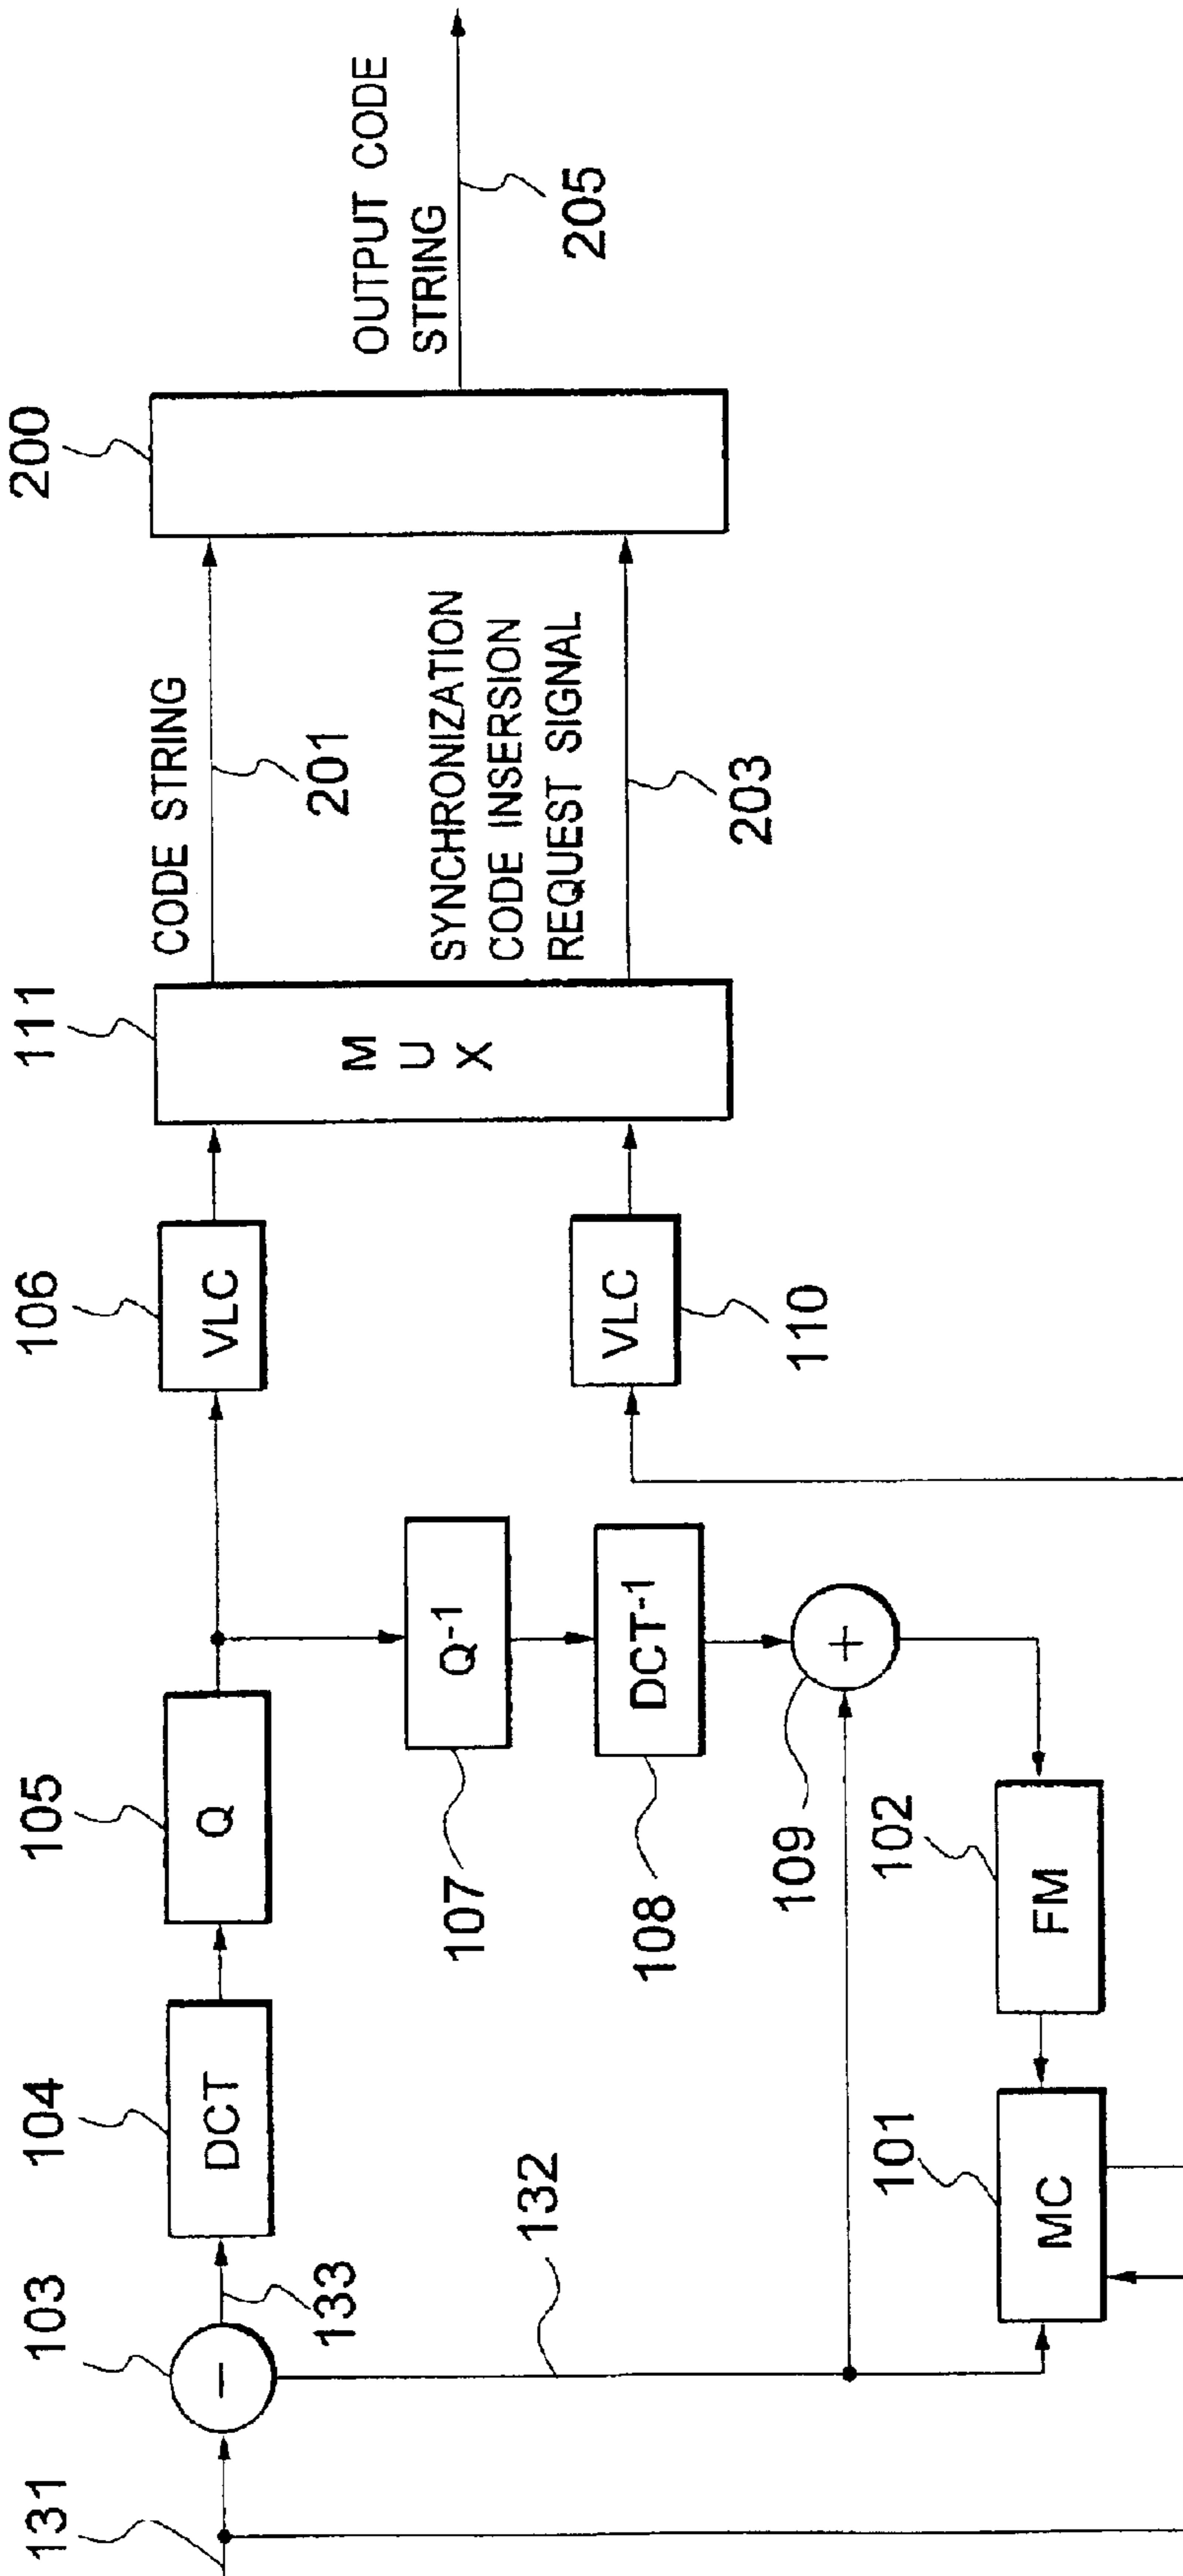 131
103
−
133
104
DCT
105
Q
106
VLC
111
MUX
CODE STRING
201
200
OUTPUT CODE
STRING
205
SYNCHRONIZATION
CODE INSERSION
REQUEST SIGNAL
203
VLC
110
Q-1
107
DCT-1
108
+
109
132
FM
102
MC
101